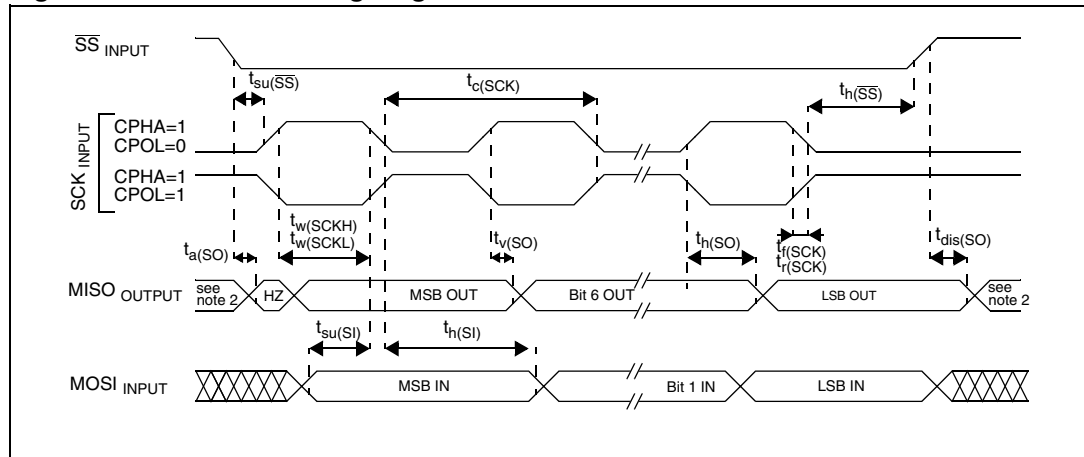 SS INPUT
tsu(SS)
tc(SCK)
th(SS)
SCK INPUT
CPHA=1
CPOL=0
CPHA=1
CPOL=1
ta(SO)
tw(SCKH)
tw(SCKL)
tv(SO)
th(SO)
tf(SCK)
tr(SCK)
tdis(SO)
MISO OUTPUT
see
note 2
HZ
MSB OUT
Bit 6 OUT
LSB OUT
see
note 2
tsu(SI)
th(SI)
MOSI INPUT
MSB IN
Bit 1 IN
LSB IN